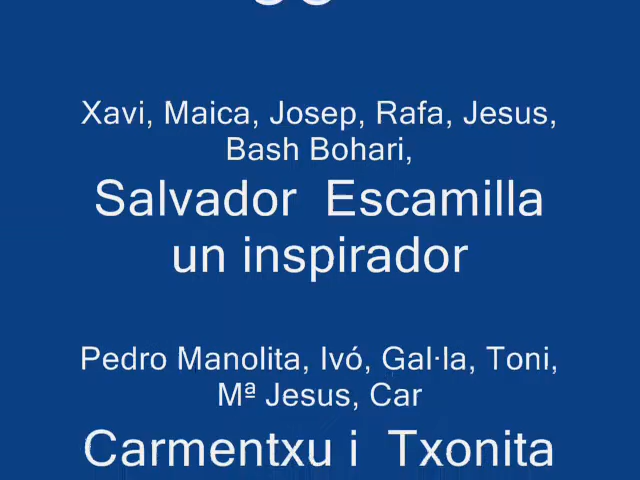 Xavi, Maica, Josep, Rafa, Jesus,
Bash Bohari,
Salvador Escamilla
un inspirador
Pedro Manolita, Ivó, Gal·la, Toni,
Mª Jesus, Car
Carmentxu i Txonita